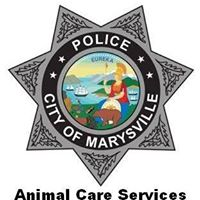 POLICE
EUREKA
CITY OF MARYSVILLE
Animal Care Services